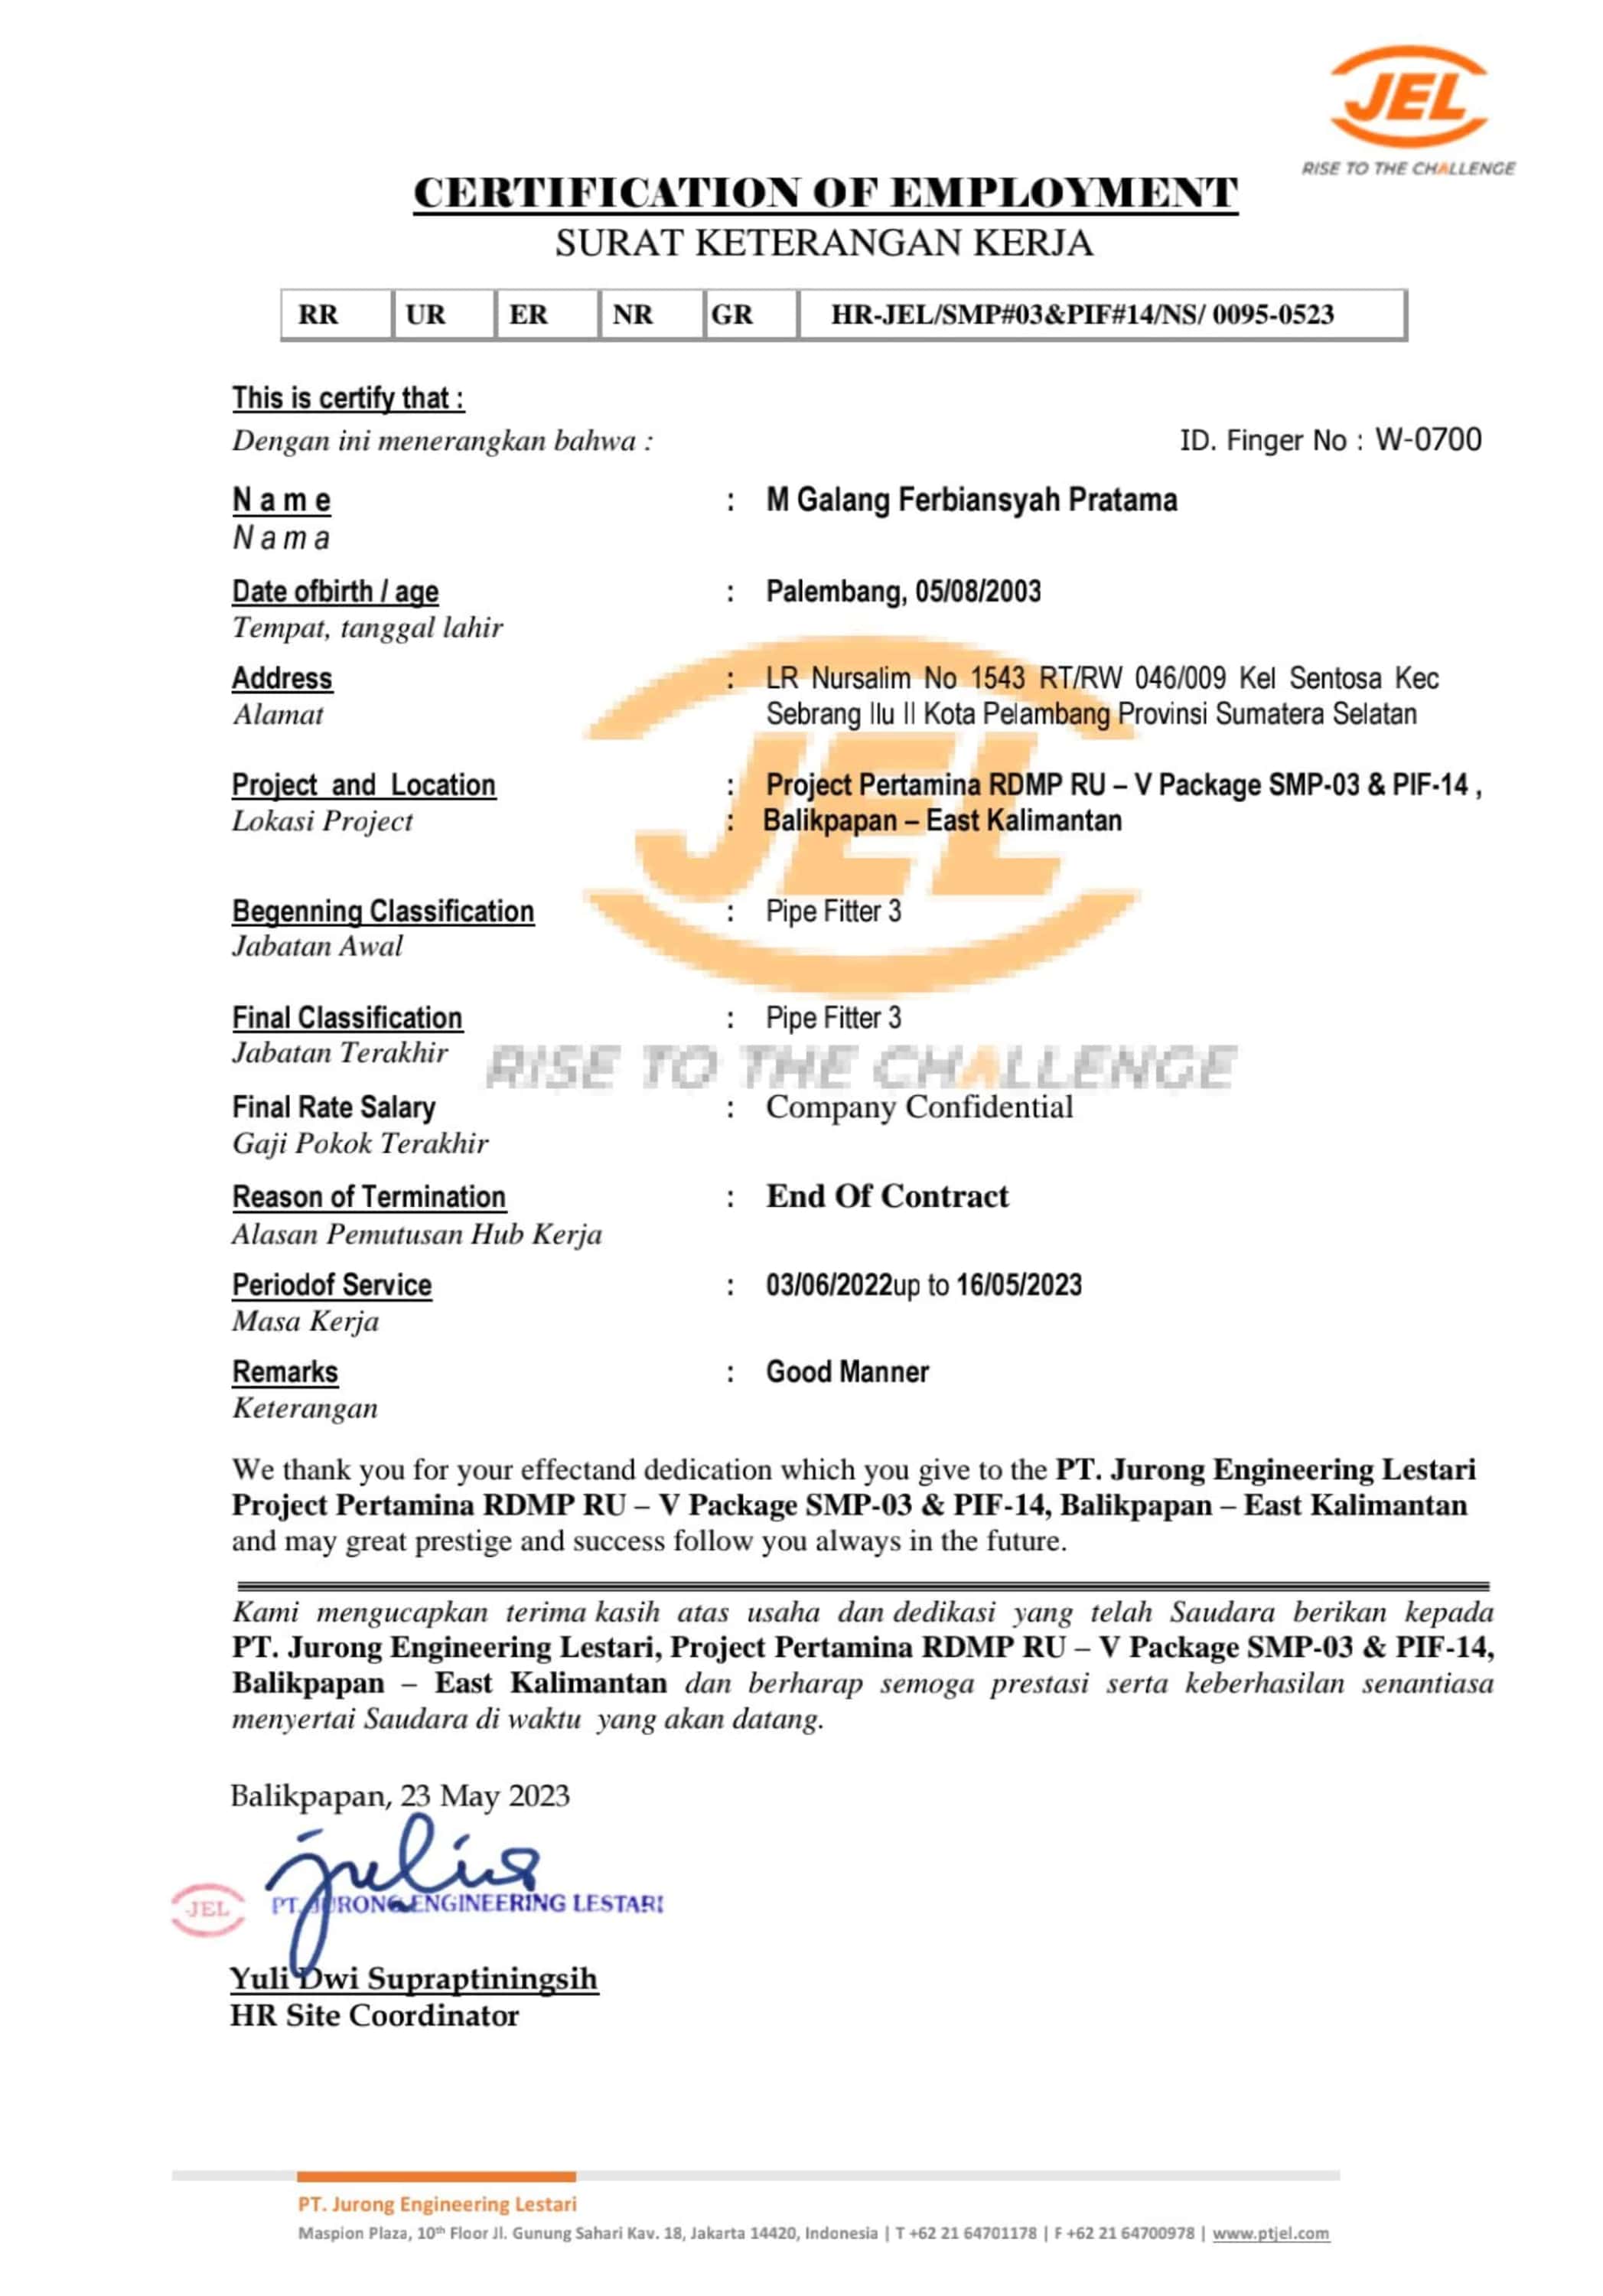 JEL
RISE TO THE CHALLENGE
CERTIFICATION OF EMPLOYMENT
SURAT KETERANGAN KERJA
RR UR ER NR GR HR-JEL/SMP#03&PIF#14/NS/ 0095-0523
This is certify that :
Dengan ini menerangkan bahwa : ID. Finger No : W-0700
Name : M Galang Ferbiansyah Pratama
Nama
Date ofbirth / age : Palembang, 05/08/2003
Tempat, tanggal lahir
Address : LR Nursalim No 1543 RT/RW 046/009 Kel Sentosa Kec
Alamat Sebrang Ilu II Kota Pelambang Provinsi Sumatera Selatan
JEL
Project and Location : Project Pertamina RDMP RU – V Package SMP-03 & PIF-14 ,
Lokasi Project : Balikpapan – East Kalimantan
Begenning Classification : Pipe Fitter 3
Jabatan Awal
Final Classification : Pipe Fitter 3
Jabatan Terakhir
RISE TO THE CHALLENGE
Final Rate Salary : Company Confidential
Gaji Pokok Terakhir
Reason of Termination : End Of Contract
Alasan Pemutusan Hub Kerja
Periodof Service : 03/06/2022up to 16/05/2023
Masa Kerja
Remarks : Good Manner
Keterangan
We thank you for your effectand dedication which you give to the PT. Jurong Engineering Lestari
Project Pertamina RDMP RU – V Package SMP-03 & PIF-14, Balikpapan – East Kalimantan
and may great prestige and success follow you always in the future.
Kami mengucapkan terima kasih atas usaha dan dedikasi yang telah Saudara berikan kepada
PT. Jurong Engineering Lestari, Project Pertamina RDMP RU – V Package SMP-03 & PIF-14,
Balikpapan – East Kalimantan dan berharap semoga prestasi serta keberhasilan senantiasa
menyertai Saudara di waktu yang akan datang.
Balikpapan, 23 May 2023
julius
JEL PT. JURONG ENGINEERING LESTARI
Yuli Dwi Supraptiningsih
HR Site Coordinator
PT. Jurong Engineering Lestari
Maspion Plaza, 10th Floor Jl. Gunung Sahari Kav. 18, Jakarta 14420, Indonesia | T +62 21 64701178 | F +62 21 64700978 | www.ptjel.com